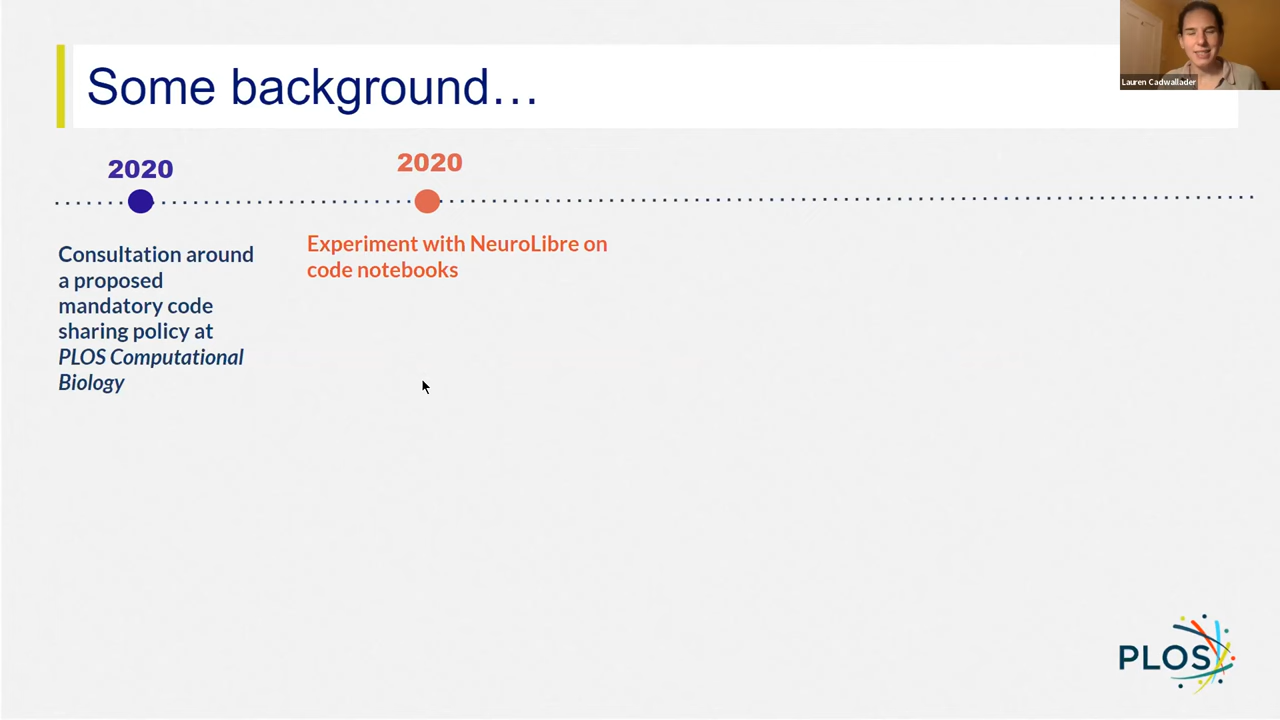 Some background…
Lauren Cadwallader
2020
2020
Consultation around
a proposed
mandatory code
sharing policy at
PLOS Computational
Biology
Experiment with NeuroLibre on
code notebooks
PLOS